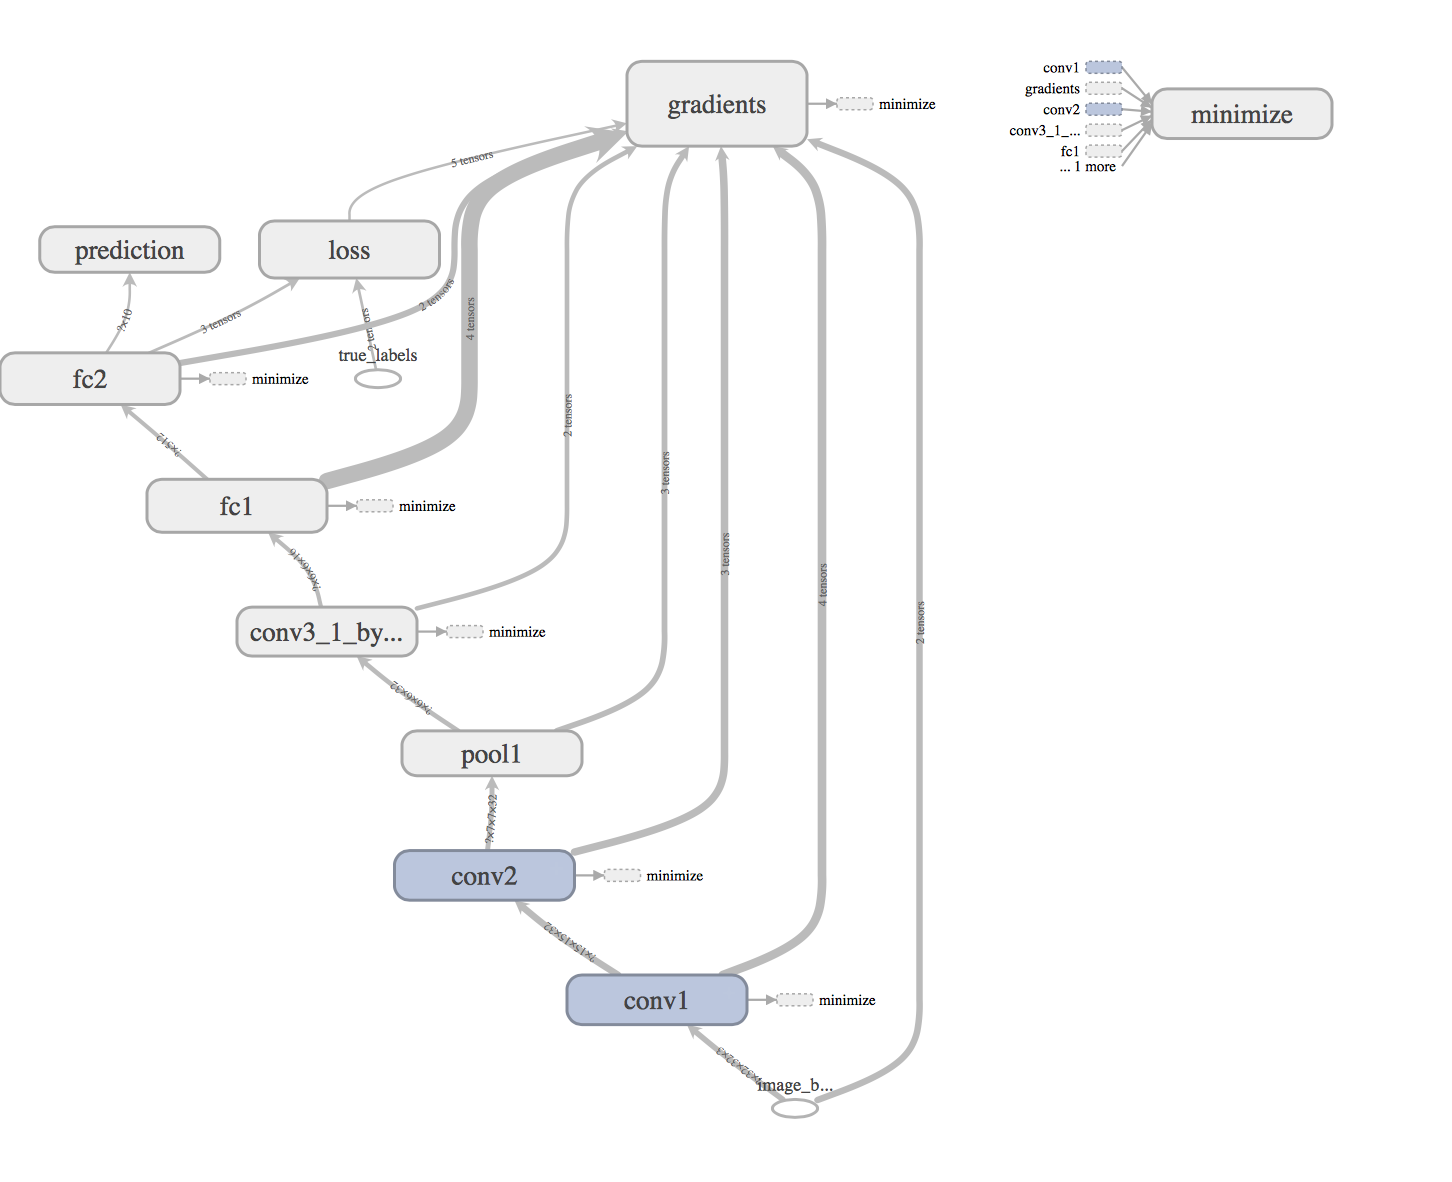 gradients
minimize
conv1
gradients
conv2
conv3_1_...
fc1
... 1 more
minimize
5 tensors
prediction
loss
?×10
3 tensors
2 tensors
2 tensors
4 tensors
true_labels
fc2
minimize
?×512
2 tensors
3 tensors
fc1
minimize
?×6×6×16
3 tensors
4 tensors
2 tensors
conv3_1_by...
minimize
?×6×6×32
pool1
?×7×7×32
conv2
minimize
?×15×15×32
conv1
minimize
?×32×32×3
image_b...